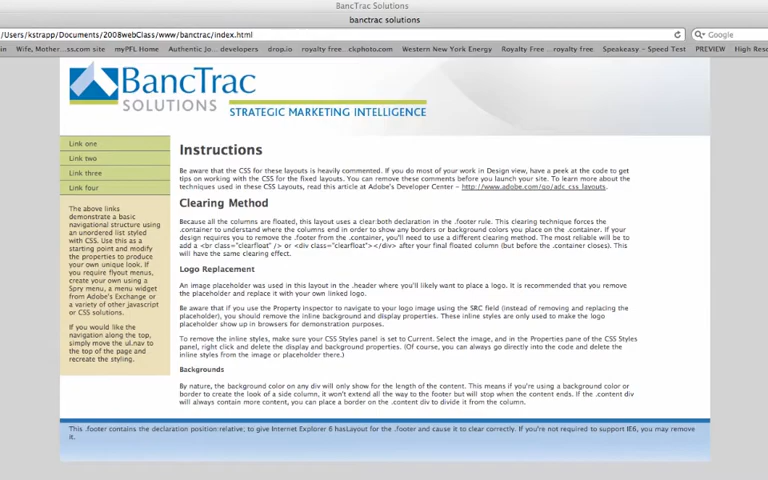 BancTrac Solutions
banctrac solutions
/Users/kstrapp/Documents/2008webClass/www/banctrac/index.html
Google
in Wife, Mother...ss.com site myPFL Home Authentic Jo... developers drop.io royalty free...ckphoto.com Western New York Energy Royalty Free .. royalty free Speakeasy - Speed Test PREVIEW High Reso
BancTrac
SOLUTIONS
STRATEGIC MARKETING INTELLIGENCE
Link one
Link two
Link three
Link four
The above links
demonstrate a basic
navigational structure using
an unordered list styled
with CSS. Use this as a
starting point and modify
the properties to produce
your own unique look. If
you require flyout menus,
create your own using a
Spry menu, a menu widget
from Adobe's Exchange or
a variety of other javascript
or CSS solutions.
If you would like the
navigation along the top,
simply move the ul.nav to
the top of the page and
recreate the styling.
Instructions
Be aware that the CSS for these layouts is heavily commented. If you do most of your work in Design view, have a peek at the code to get
tips on working with the CSS for the fixed layouts. You can remove these comments before you launch your site. To learn more about the
techniques used in these CSS Layouts, read this article at Adobe's Developer Center - http://www.adobe.com/go/adc_css_layouts.
Clearing Method
Because all the columns are floated, this layout uses a clear:both declaration in the .footer rule. This clearing technique forces the
.container to understand where the columns end in order to show any borders or background colors you place on the .container. If your
design requires you to remove the .footer from the .container, you'll need to use a different clearing method. The most reliable will be to
add a <br class="clearfloat" /> or <div class="clearfloat"></div> after your final floated column (but before the .container closes). This
will have the same clearing effect.
Logo Replacement
An image placeholder was used in this layout in the .header where you'll likely want to place a logo. It is recommended that you remove
the placeholder and replace it with your own linked logo.
Be aware that if you use the Property inspector to navigate to your logo image using the SRC field (instead of removing and replacing the
placeholder), you should remove the inline background and display properties. These inline styles are only used to make the logo
placeholder show up in browsers for demonstration purposes.
To remove the inline styles, make sure your CSS Styles panel is set to Current. Select the image, and in the Properties pane of the CSS Styles
panel, right click and delete the display and background properties. (Of course, you can always go directly into the code and delete the
inline styles from the image or placeholder there.)
Backgrounds
By nature, the background color on any div will only show for the length of the content. This means if you're using a background color or
border to create the look of a side column, it won't extend all the way to the footer but will stop when the content ends. If the .content div
will always contain more content, you can place a border on the .content div to divide it from the column.
This .footer contains the declaration position:relative; to give Internet Explorer 6 hasLayout for the .footer and cause it to clear correctly. If you're not required to support IE6, you may remove
it.